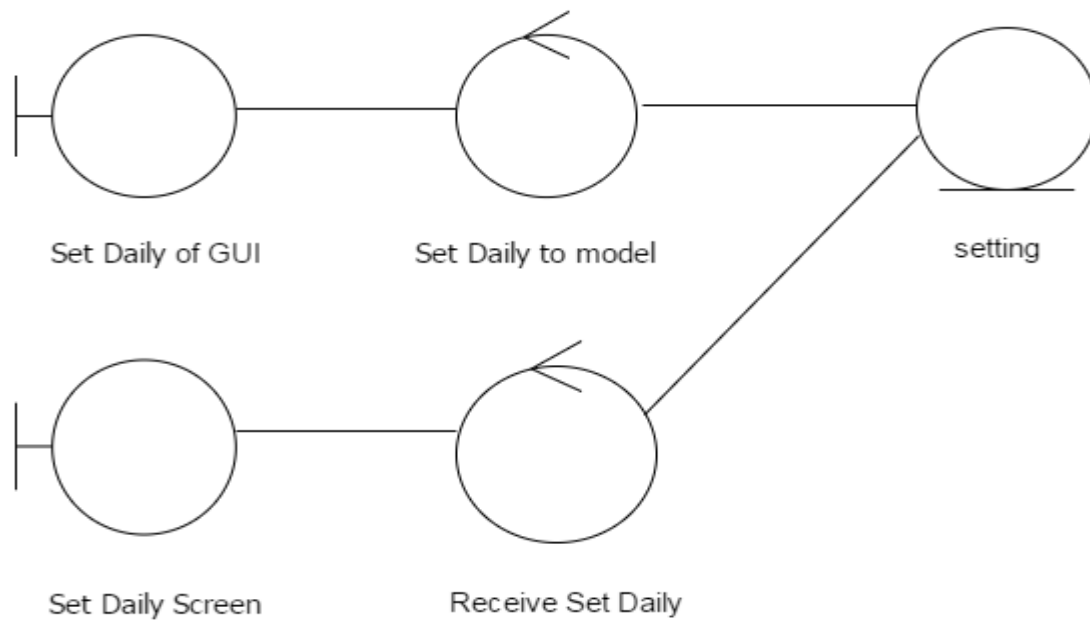 Set Daily of GUI
Set Daily to model
setting
Set Daily Screen
Receive Set Daily